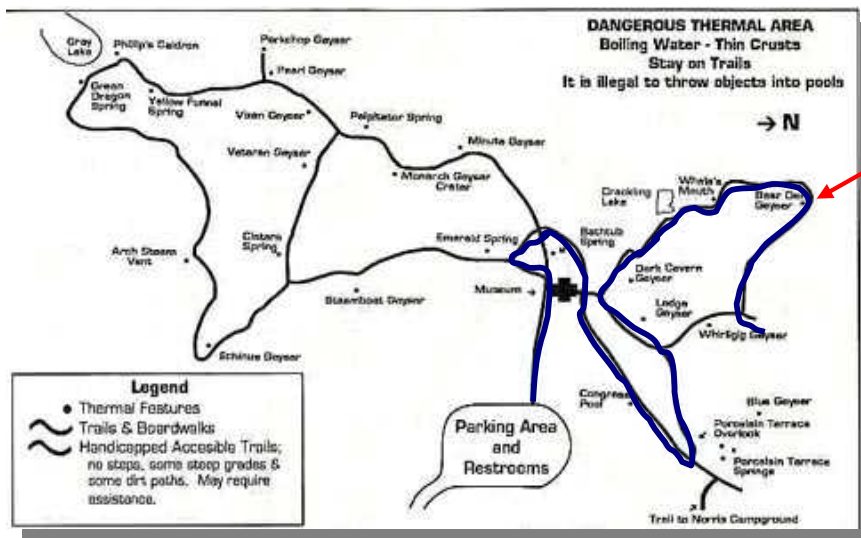 DANGEROUS THERMAL AREA
Boiling Water - Thin Crusts
Stay on Trails
It is illegal to throw objects into pools
→ N
Gray
Lake
Philip's Caldron
Porkchop Geyser
Pearl Geyser
Green
Dragon
Spring
Yellow Funnel
Spring
Vixen Geyser
Palpitator Spring
Veteran Geyser
Minute Geyser
Monarch Geyser
Crater
Crackling
Lake
Whale's
Mouth
Bear Den
Geyser
Bathtub
Spring
Emerald Spring
Cistern
Spring
Arch Steam
Vent
Dark Cavern
Geyser
Museum
Steamboat Geyser
Ledge
Geyser
Whirligig Geyser
Echinus Geyser
Congress
Pool
Blue Geyser
Porcelain Terrace
Overlook
Porcelain Terrace
Springs
Trail to Norris Campground
Parking Area
and
Restrooms
Legend
Thermal Features
Trails & Boardwalks
Handicapped Accesible Trails;
no steps, some steep grades &
some dirt paths. May require
assistance.